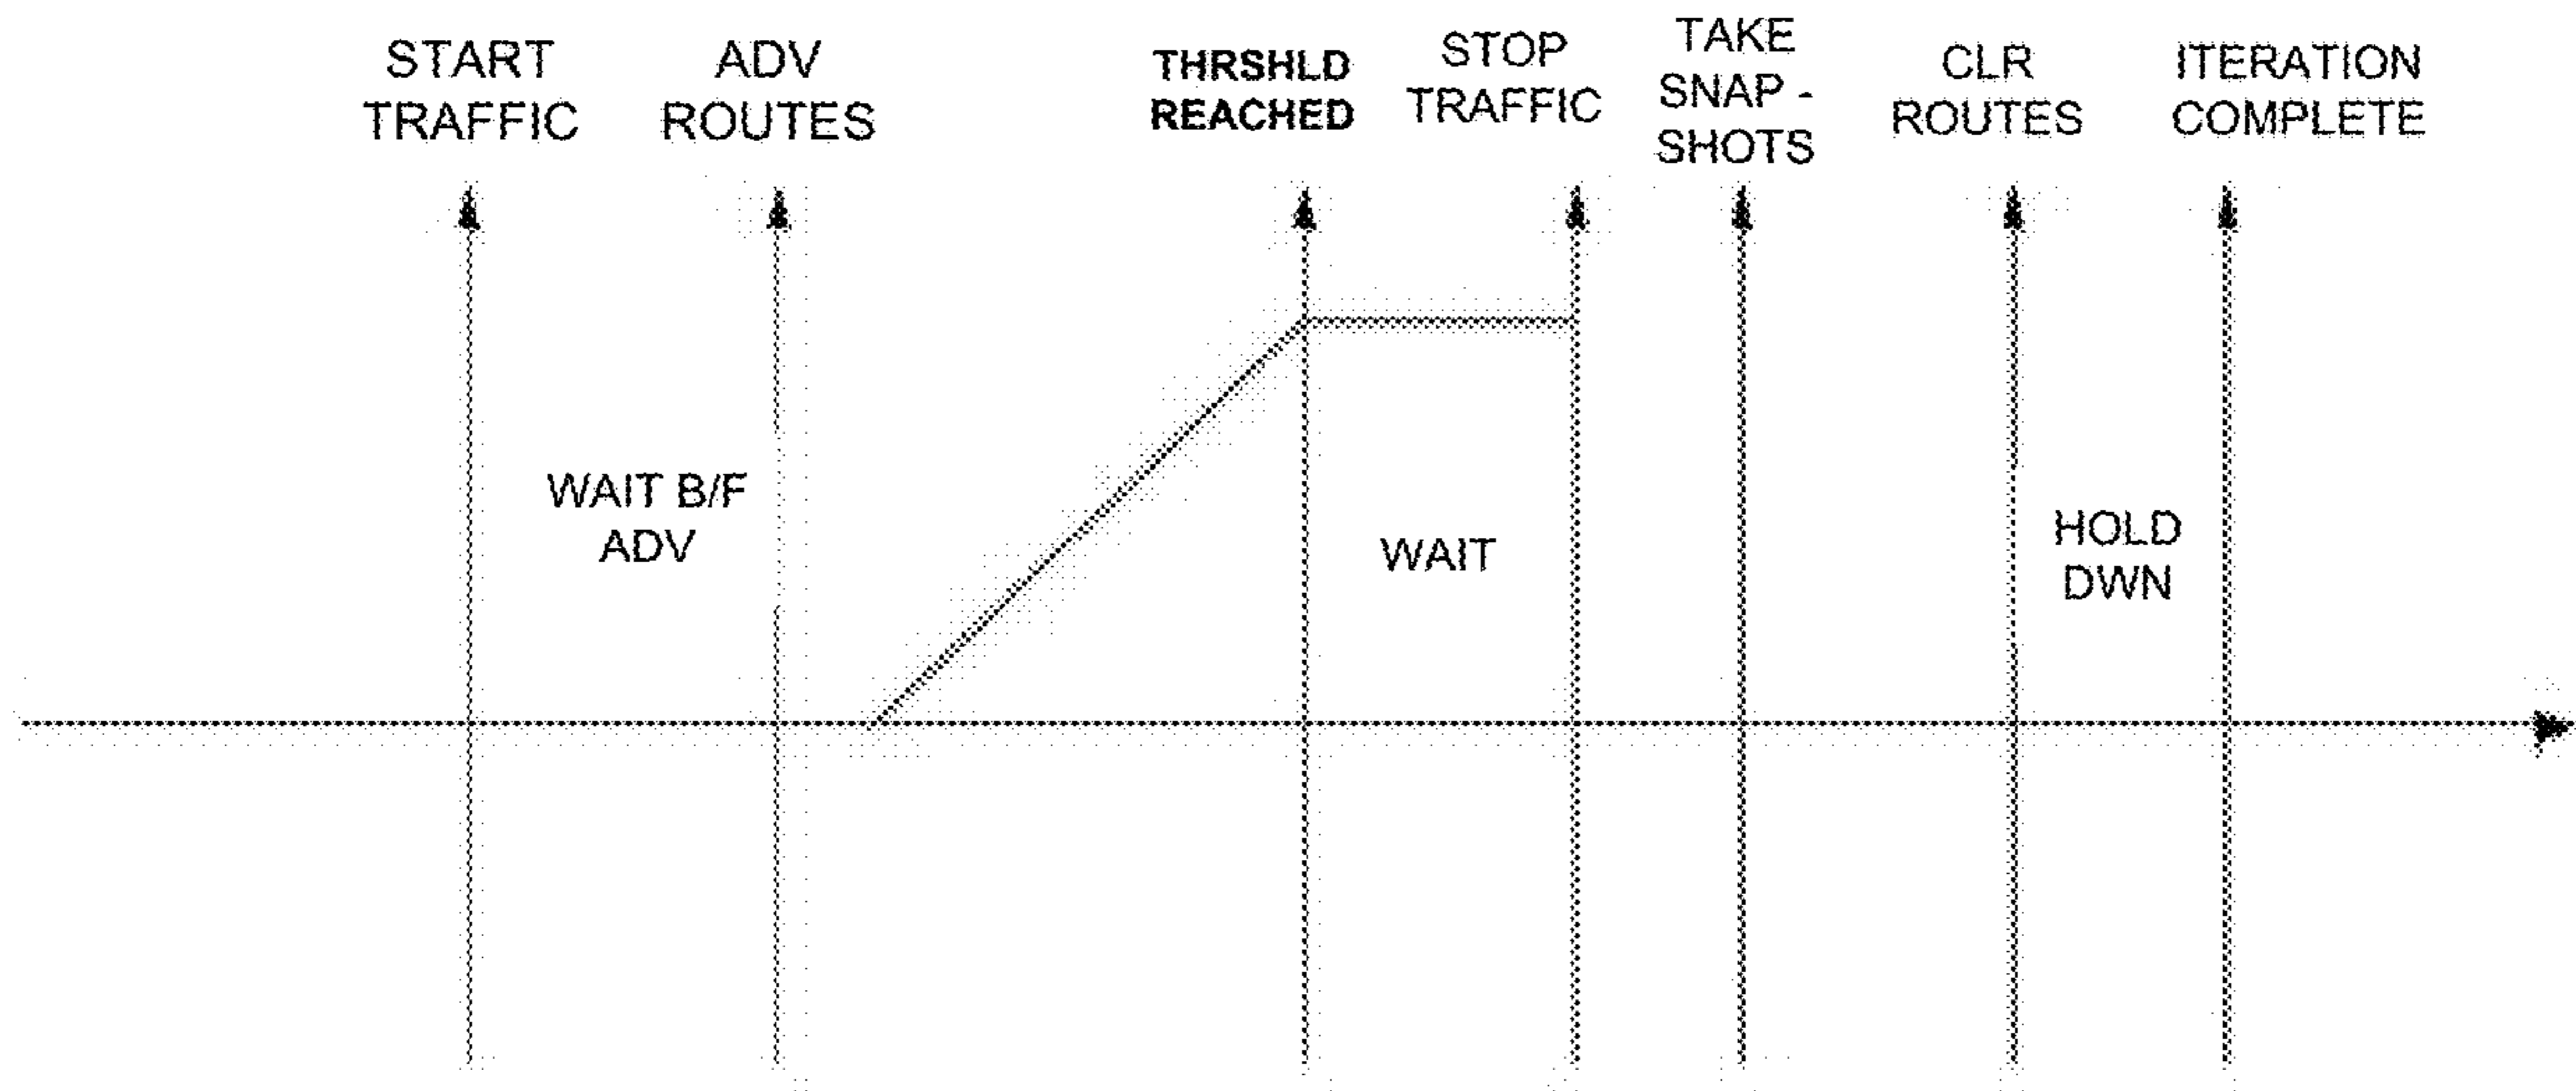 START
TRAFFIC
ADV
ROUTES
THRSHLD
REACHED
STOP
TRAFFIC
TAKE
SNAP -
SHOTS
CLR
ROUTES
ITERATION
COMPLETE
WAIT B/F
ADV
WAIT
HOLD
DWN